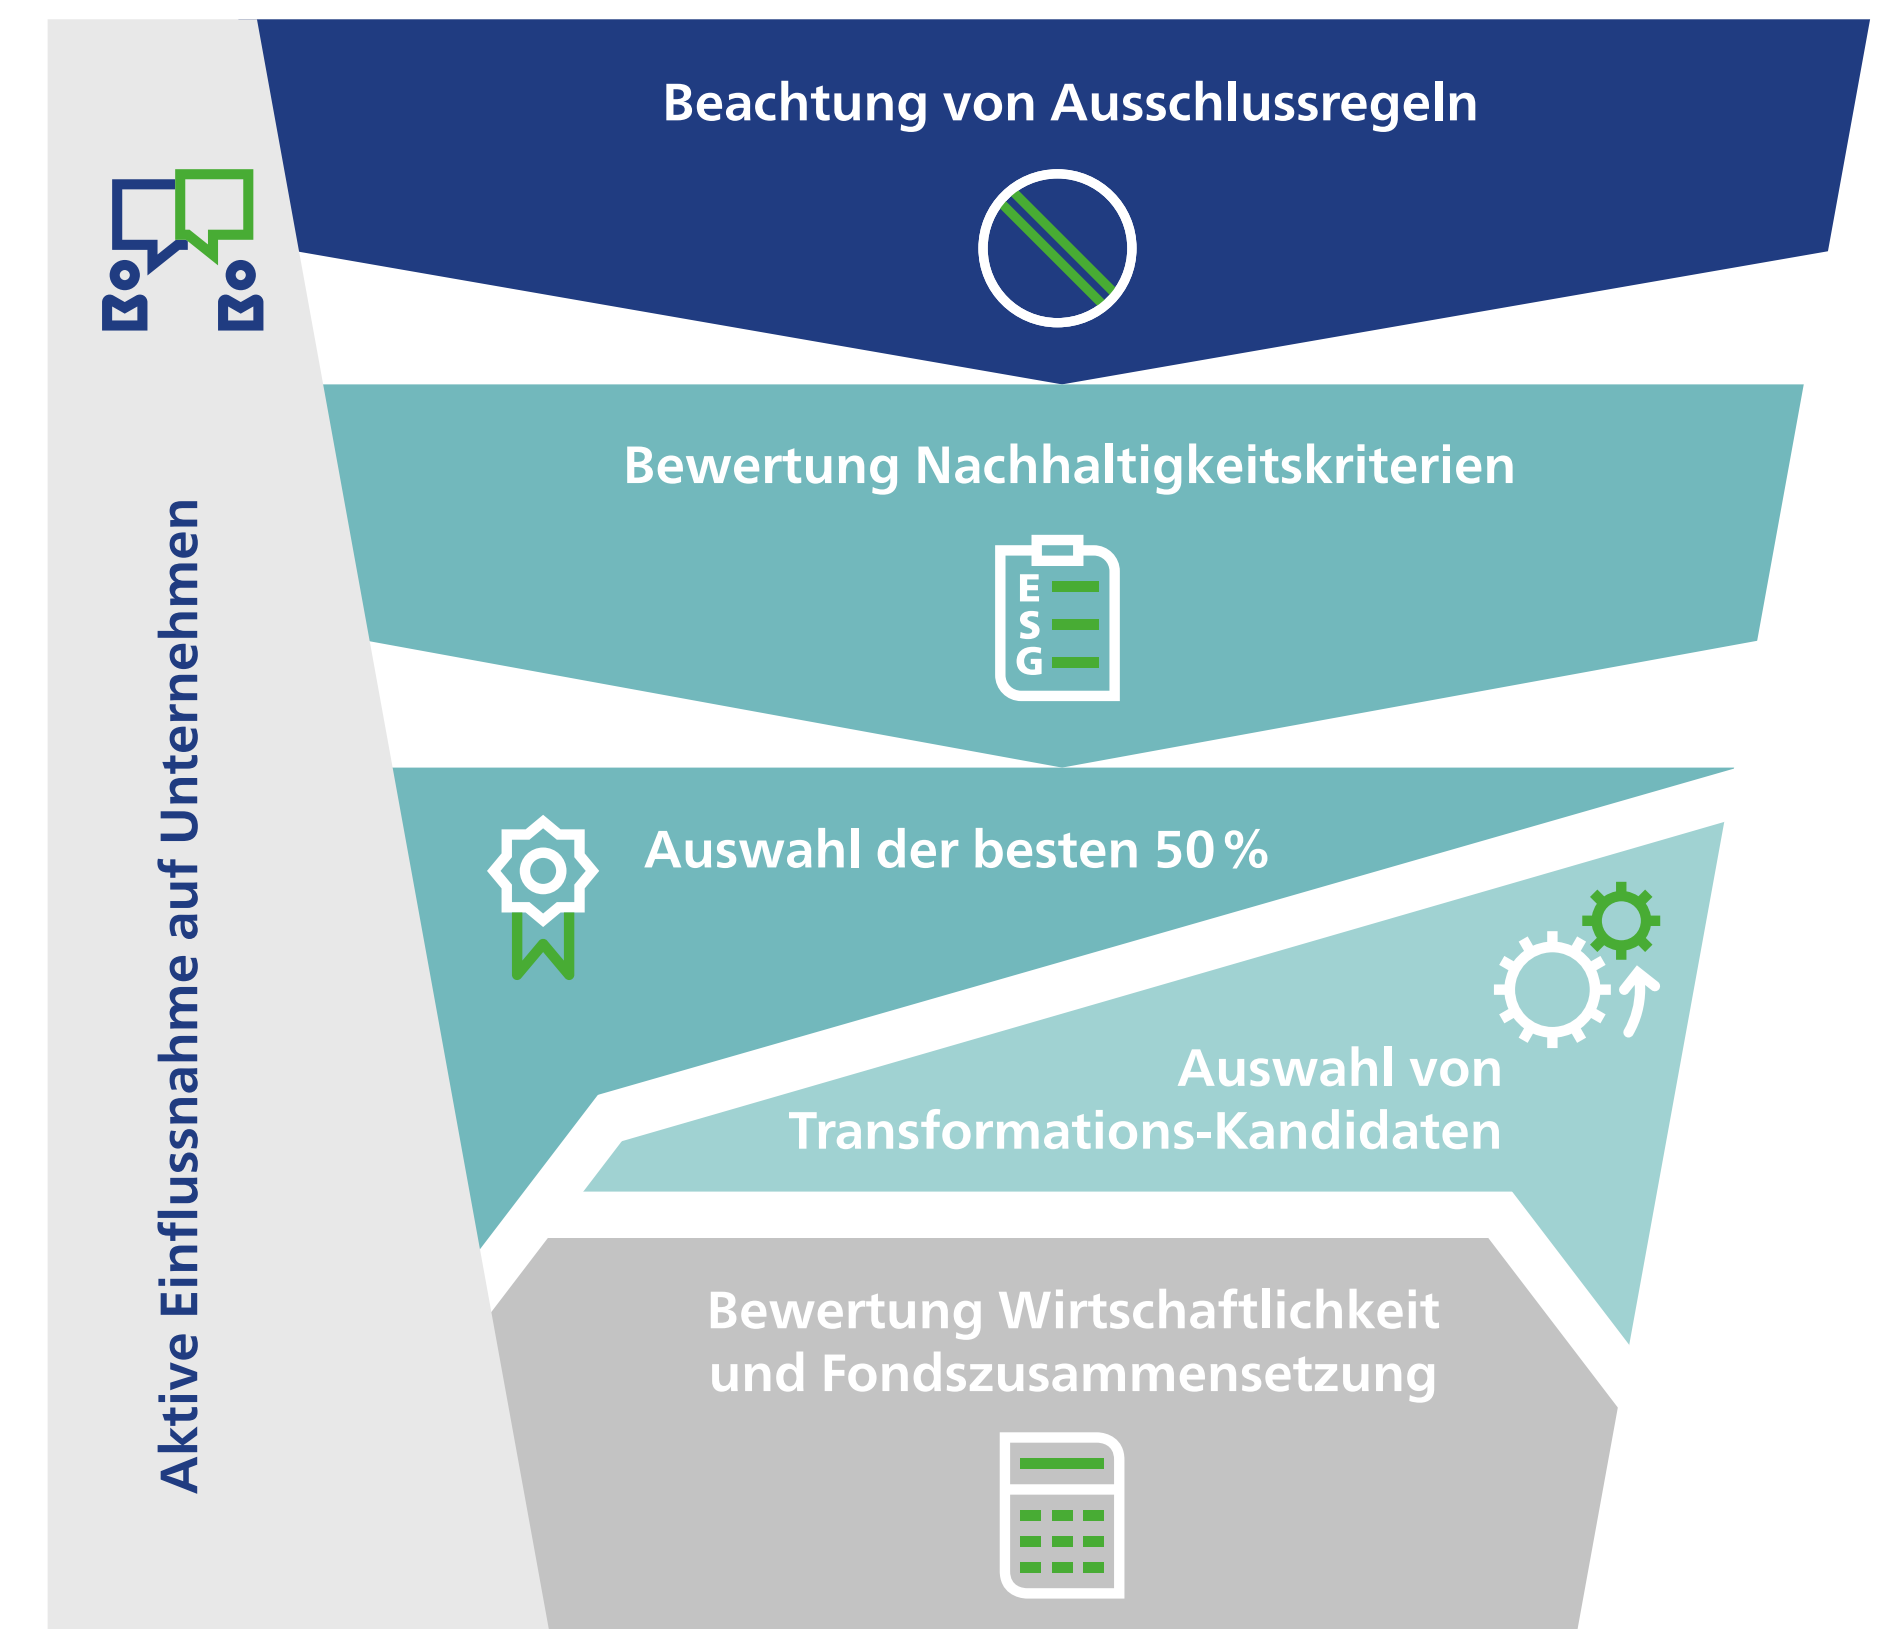 Beachtung von Ausschlussregeln
Bewertung Nachhaltigkeitskriterien
E
S
G
Auswahl der besten 50 %
Auswahl von
Transformations-Kandidaten
Bewertung Wirtschaftlichkeit
und Fondszusammensetzung
Aktive Einflussnahme auf Unternehmen